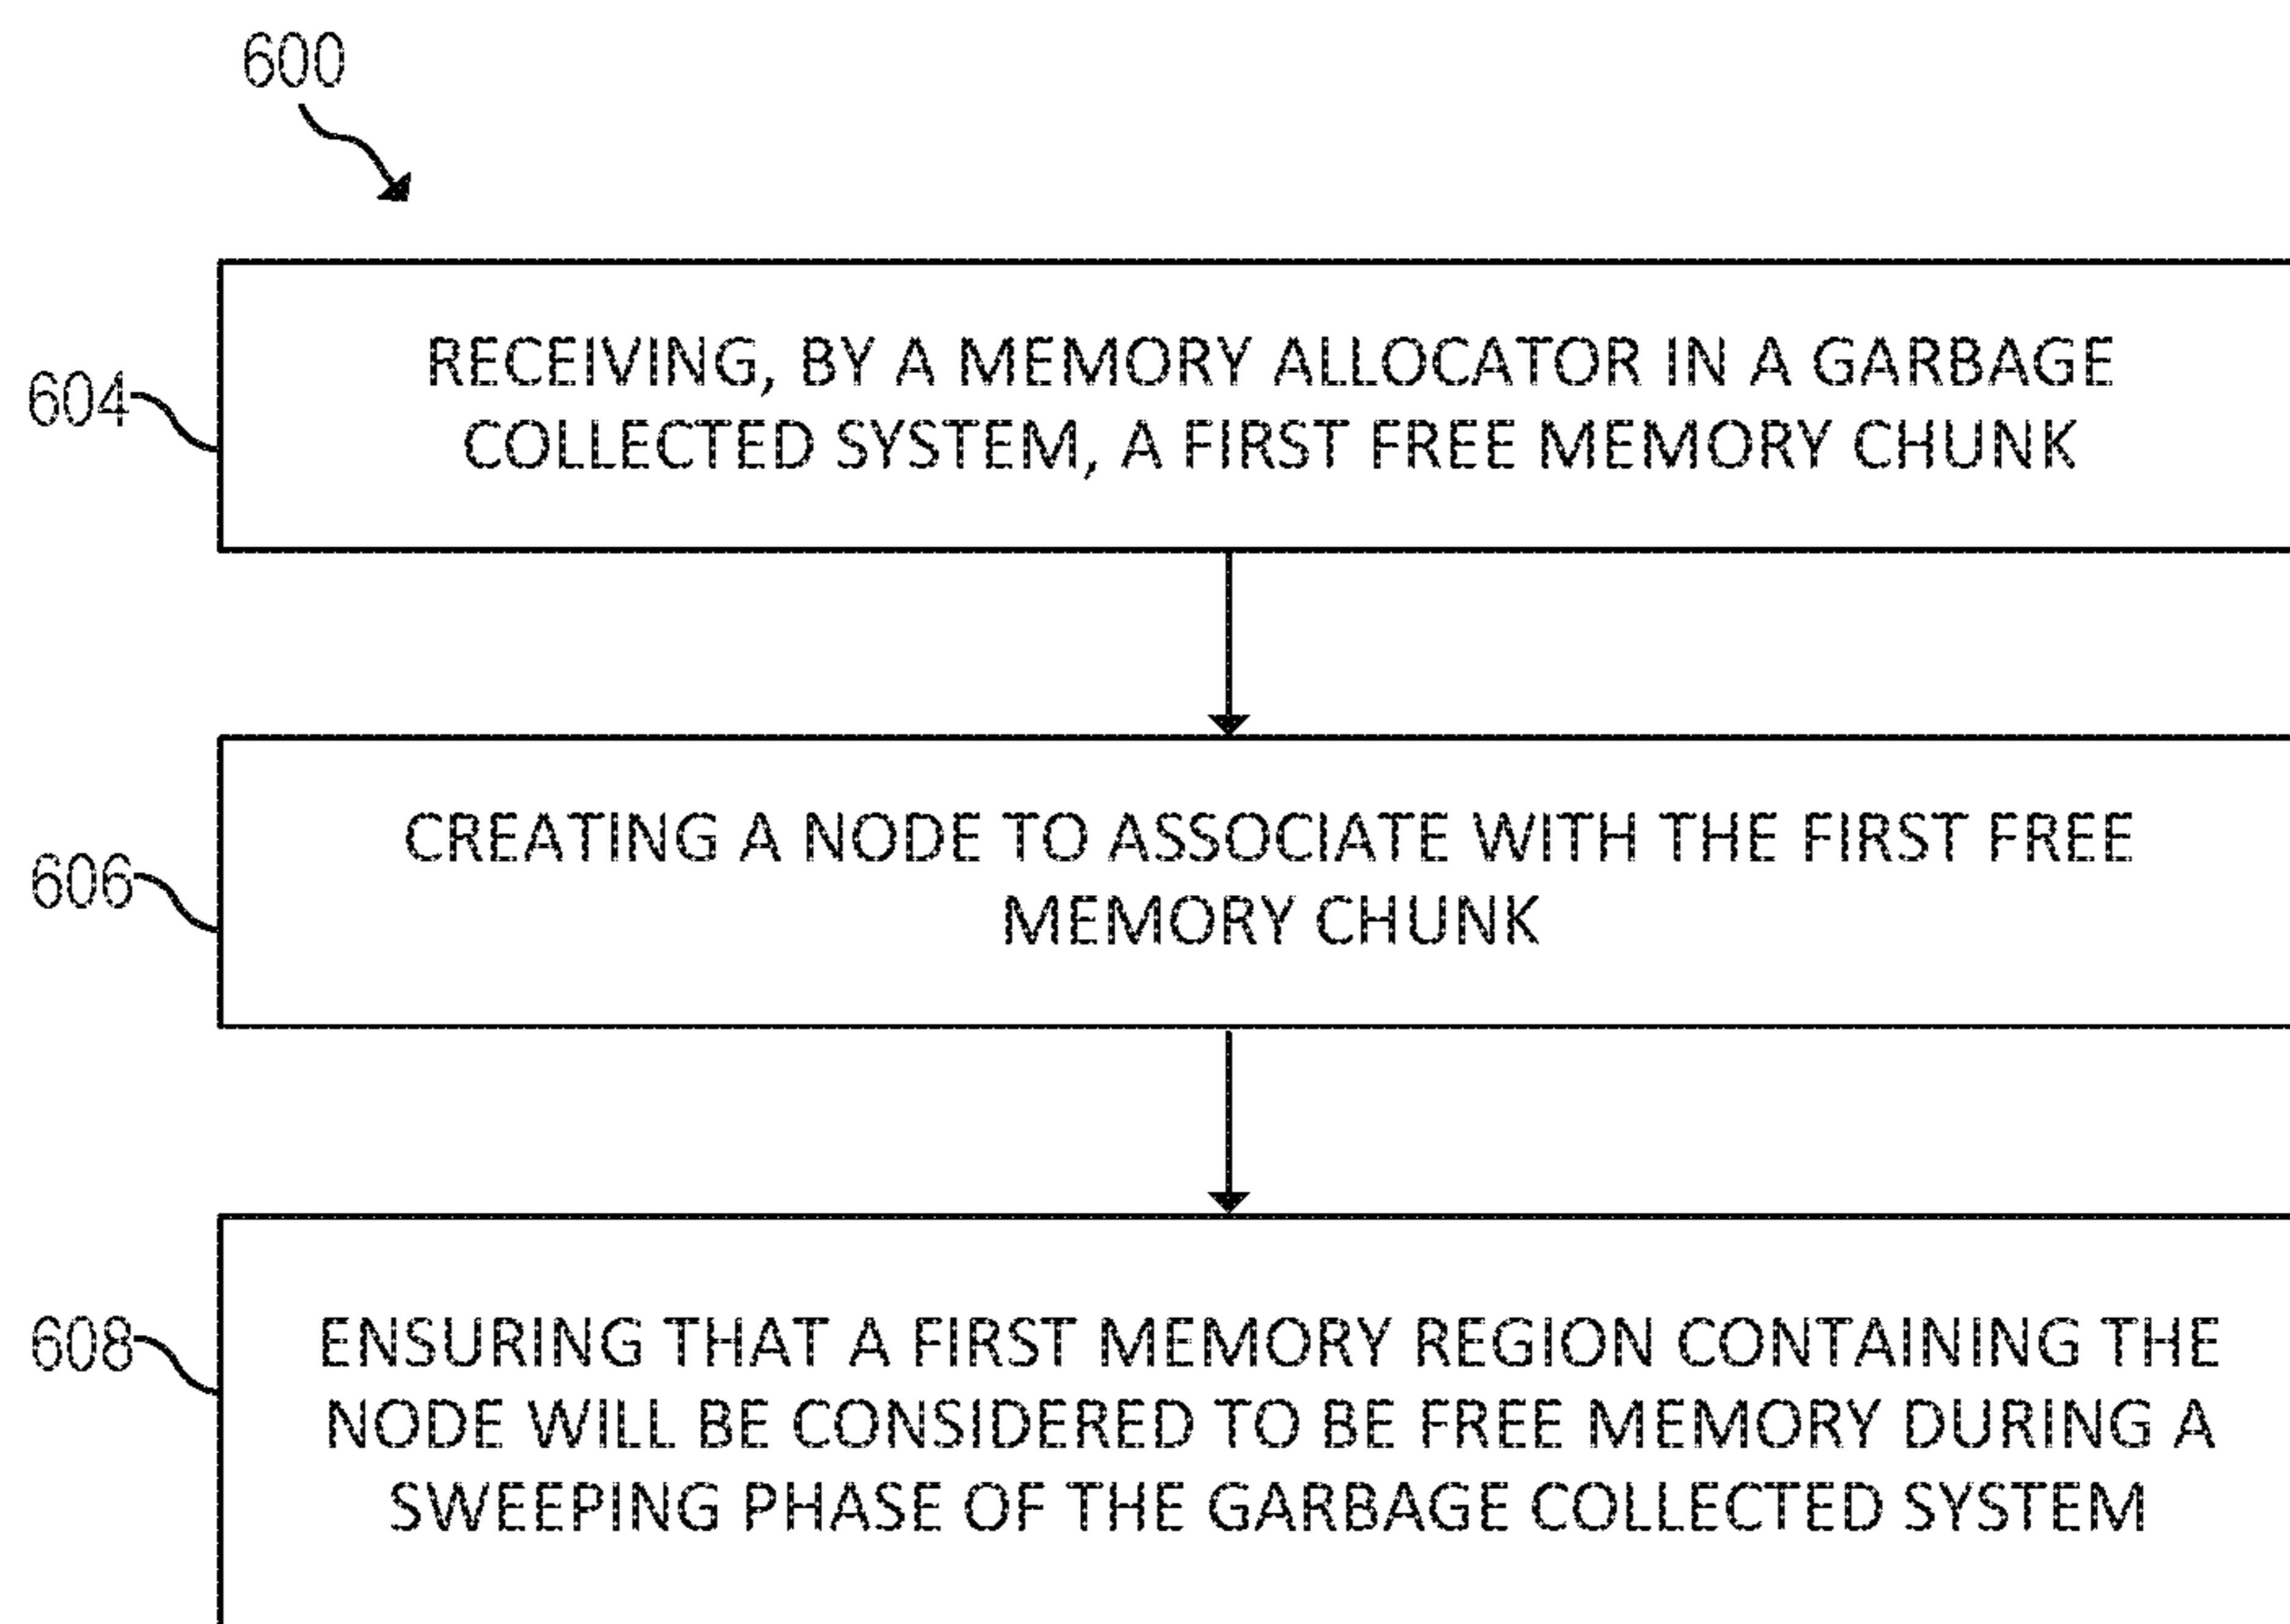 600
604
RECEIVING, BY A MEMORY ALLOCATOR IN A GARBAGE
COLLECTED SYSTEM, A FIRST FREE MEMORY CHUNK
606
CREATING A NODE TO ASSOCIATE WITH THE FIRST FREE
MEMORY CHUNK
608
ENSURING THAT A FIRST MEMORY REGION CONTAINING THE
NODE WILL BE CONSIDERED TO BE FREE MEMORY DURING A
SWEEPING PHASE OF THE GARBAGE COLLECTED SYSTEM